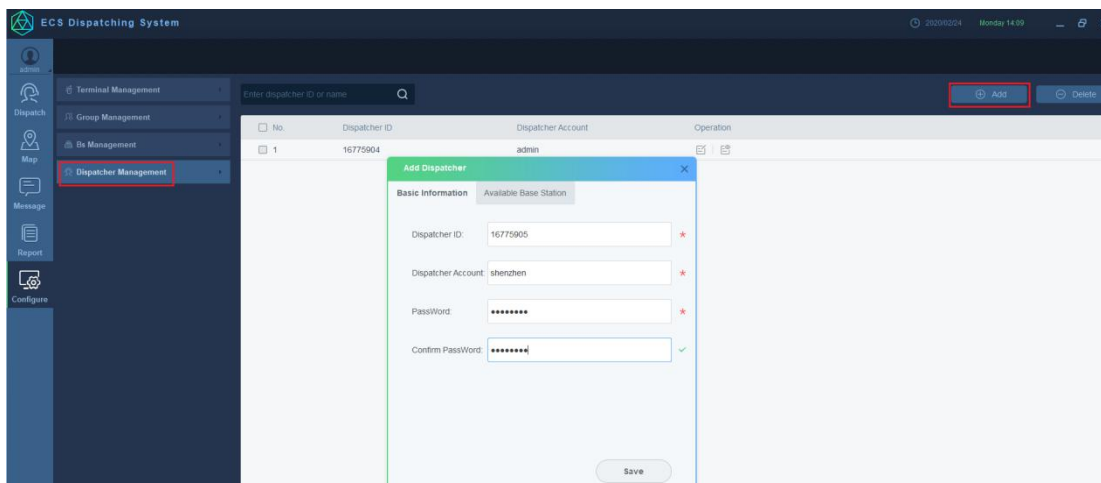 ECS Dispatching System
2020/02/24 Monday 14:09
admin
Dispatch
Map
Message
Report
Configure
Terminal Management
Group Management
Bs Management
Dispatcher Management
Enter dispatcher ID or name
Add
Delete
No. Dispatcher ID Dispatcher Account Operation
1 16775904 admin
Add Dispatcher
Basic Information Available Base Station
Dispatcher ID: 16775905 *
Dispatcher Account: shenzhen *
PassWord: ●●●●●●●● *
Confirm PassWord: ●●●●●●●●
Save